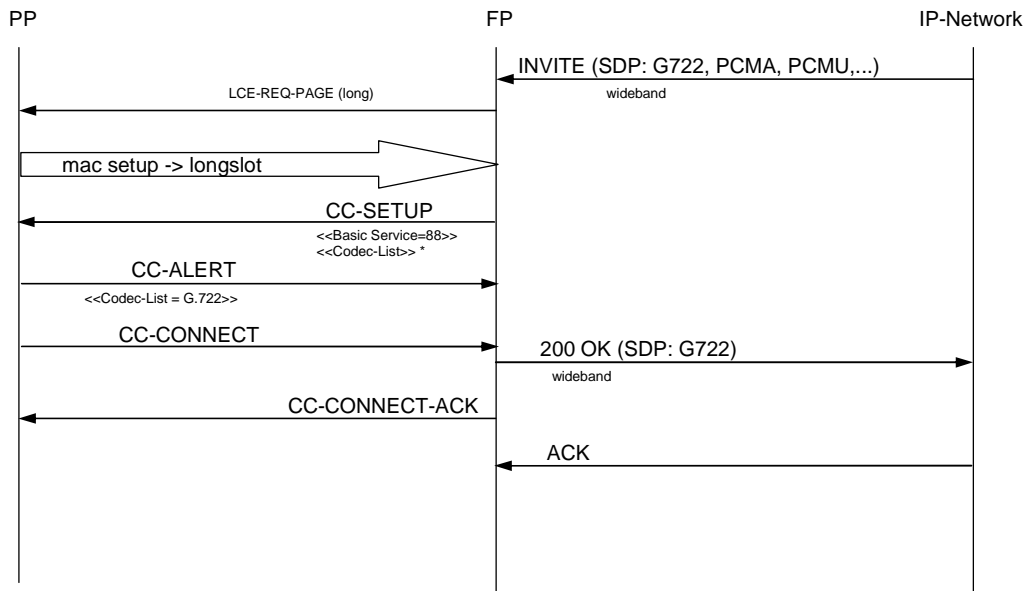 PP FP IP-Network
INVITE (SDP: G722, PCMA, PCMU,...)
wideband
LCE-REQ-PAGE (long)
mac setup -> longslot
CC-SETUP
<<Basic Service=88>>
<<Codec-List>> *
CC-ALERT
<<Codec-List = G.722>>
CC-CONNECT
200 OK (SDP: G722)
wideband
CC-CONNECT-ACK
ACK